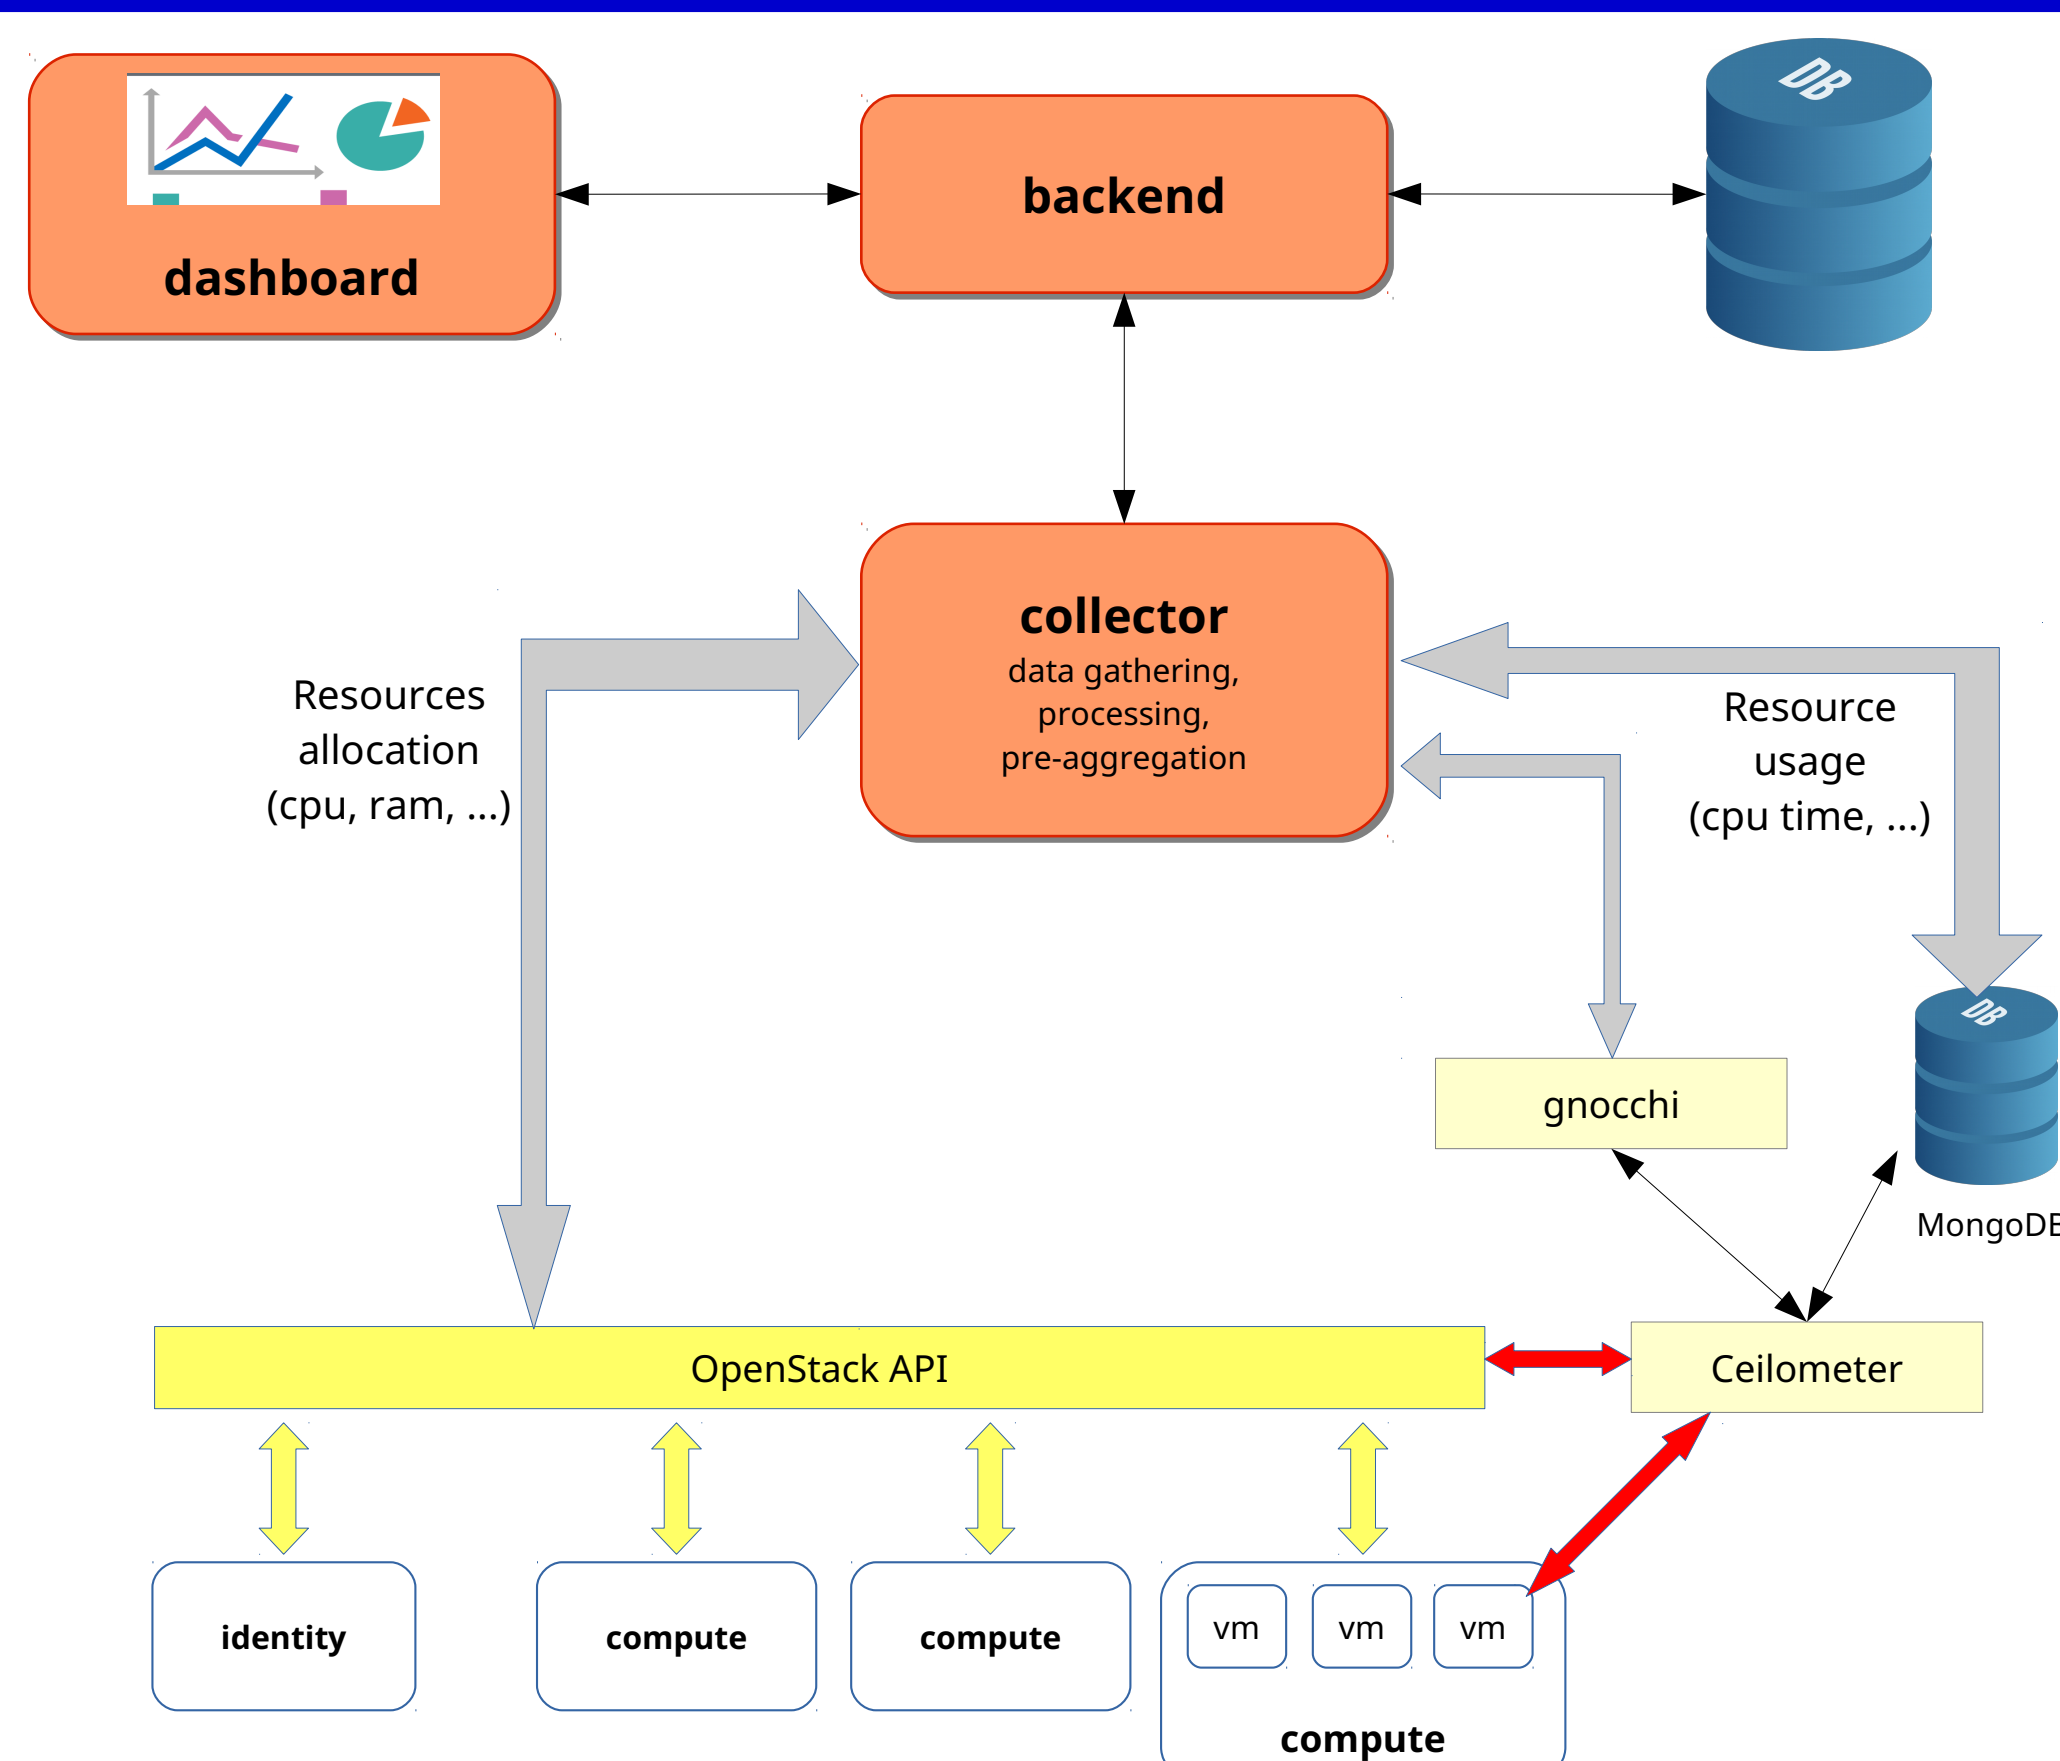 DB
backend
dashboard
collector
data gathering,
processing,
pre-aggregation
Resources
allocation
(cpu, ram, ...)
Resource
usage
(cpu time, ...)
DB
gnocchi
MongoDB
OpenStack API
Ceilometer
identity
compute
compute
vm
vm
vm
compute